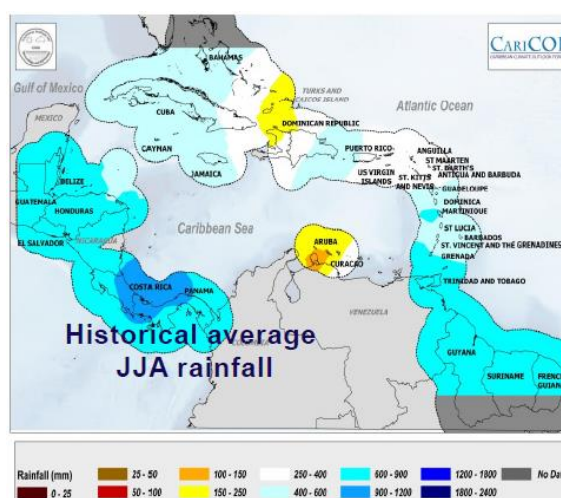 CARICOF
Gulf of Mexico
BAHAMAS
TURKS AND
CAICOS ISLAND
Atlantic Ocean
MEXICO
CUBA
DOMINICAN REPUBLIC
CAYMAN
JAMAICA
PUERTO RICO
US VIRGIN
ISLANDS
ANGUILLA
ST MAARTEN
ST. BARTH'S
ST. KITTS
AND NEVIS
ANTIGUA AND BARBUDA
GUADELOUPE
DOMINICA
MARTINIQUE
ST LUCIA
BARBADOS
ST. VINCENT AND THE GRENADINES
GRENADA
TRINIDAD AND TOBAGO
BELIZE
GUATEMALA
HONDURAS
EL SALVADOR
NICARAGUA
Caribbean Sea
ARUBA
CURACAO
COSTA RICA
PANAMA
VENEZUELA
GUYANA
SURINAME
FRENCH
GUIAN
Historical average
JJA rainfall
Rainfall (mm)
25 - 50
100 - 150
250 - 400
600 - 900
1200 - 1800
No Da
0 - 25
50 - 100
150 - 250
400 - 600
900 - 1200
1800 - 2400